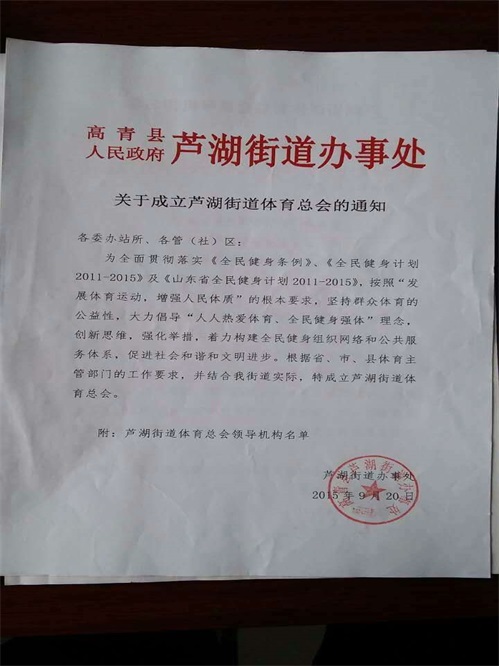 高青县
人民政府 芦湖街道办事处
关于成立芦湖街道体育总会的通知
各委办站所、各管（社）区：
为全面贯彻落实《全民健身条例》、《全民健身计划
2011-2015》及《山东省全民健身计划2011-2015》，按照“发
展体育运动，增强人民体质”的根本要求，坚持群众体育的
公益性，大力倡导“人人热爱体育、全民健身强体”理念，
创新思维，强化举措，着力构建全民健身组织网络和公共服
务体系，促进社会和谐和文明进步。根据省、市、县体育主
管部门的工作要求，并结合我街道实际，特成立芦湖街道体
育总会。
附：芦湖街道体育总会领导机构名单
芦湖街道办事处
2015年9月20日